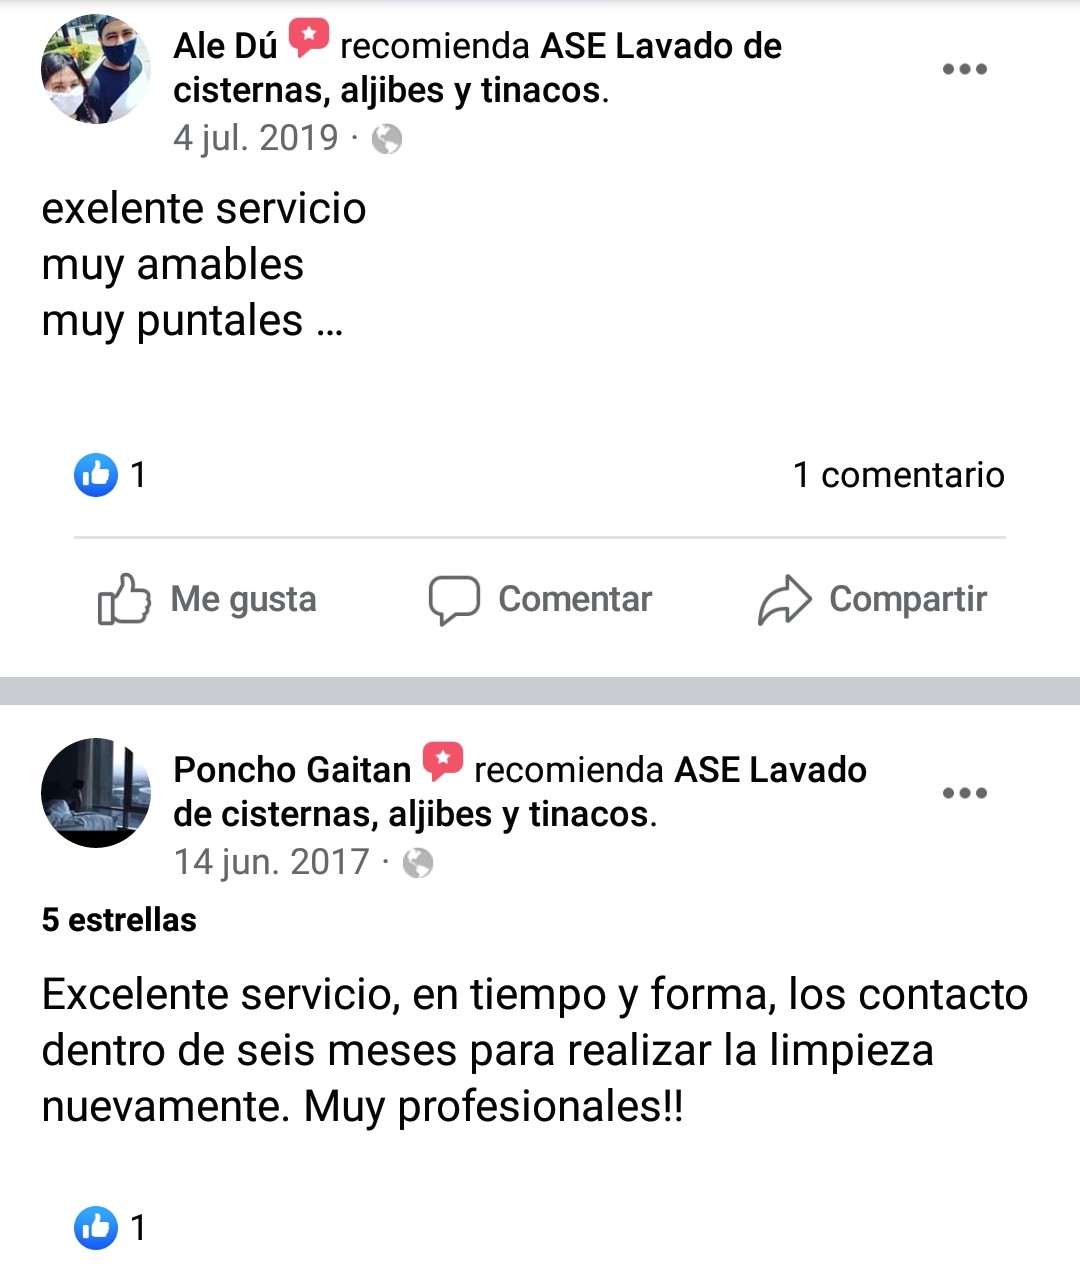 Ale Dú recomienda ASE Lavado de
cisternas, aljibes y tinacos.
4 jul. 2019 ·
exelente servicio
muy amables
muy puntales ...
1
1 comentario
Me gusta
Comentar
Compartir
Poncho Gaitan recomienda ASE Lavado
de cisternas, aljibes y tinacos.
14 jun. 2017 ·
5 estrellas
Excelente servicio, en tiempo y forma, los contacto
dentro de seis meses para realizar la limpieza
nuevamente. Muy profesionales!!
1